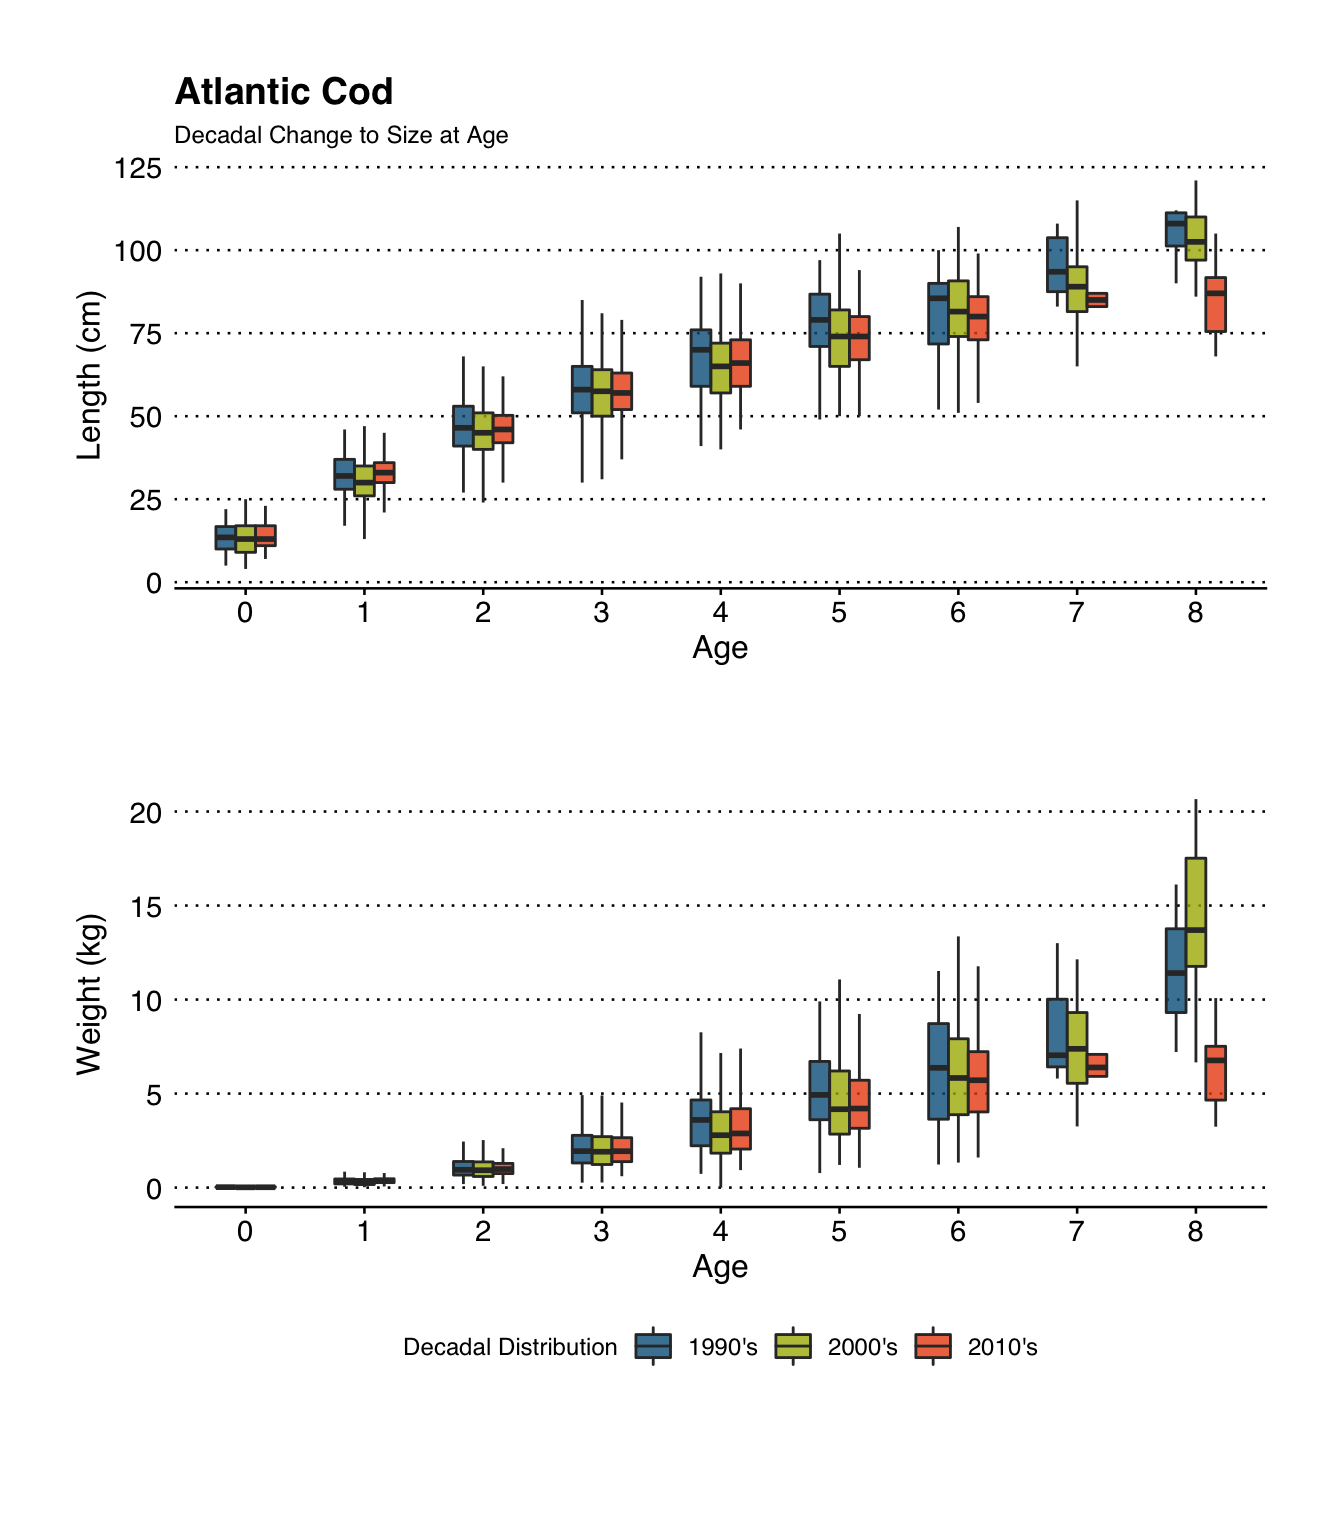 Atlantic Cod
Decadal Change to Size at Age
125
100
75
50
25
0
Length (cm)
0 1 2 3 4 5 6 7 8
Age
20
15
10
5
0
Weight (kg)
0 1 2 3 4 5 6 7 8
Age
Decadal Distribution 1990's 2000's 2010's